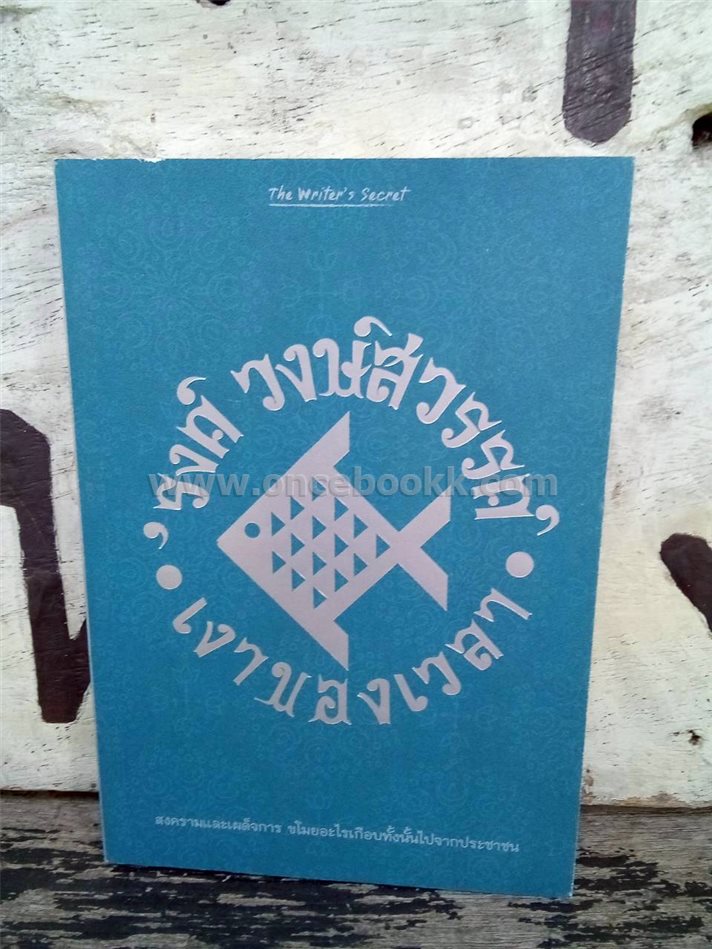 The Writer's Secret
’รงค์ วงษ์สวรรค์
www.oncebookk.com
• เงาของเวลา •
สงครามและเผด็จการ ขโมยอะไรเกือบทั้งนั้นไปจากประชาชน